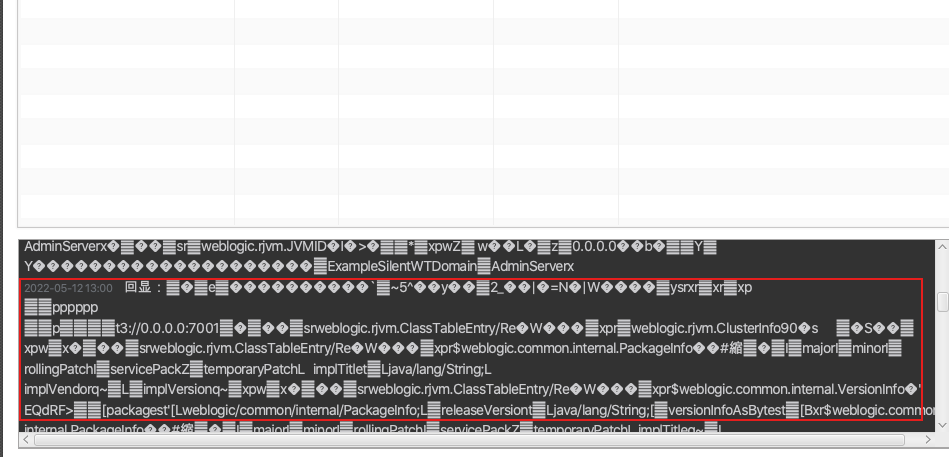 AdminServerx�▒��▒sr▒weblogic.rjvm.JVMID�I�>�▒▒*▒xpwZ▒w��L�▒z▒0.0.0.0��b�▒▒Y▒
Y��������������������▒ExampleSilentWTDomain▒AdminServerx
2022-05-12 13:00 回显：▒�▒e▒����������`▒~5^��y��▒2_��|�=N�|W����▒ysrxr▒xr▒xp
▒▒pppppp
▒▒p▒▒▒▒t3://0.0.0.0:7001▒�▒��▒srweblogic.rjvm.ClassTableEntry/Re�W���▒xpr▒weblogic.rjvm.ClusterInfo90�s ▒�S��▒
xpw▒x�▒��▒srweblogic.rjvm.ClassTableEntry/Re�W���▒xpr$weblogic.common.internal.PackageInfo��#縮▒�▒I▒majorI▒minorI▒
rollingPatchI▒servicePackZ▒temporaryPatchL implTitlet▒Ljava/lang/String;L
implVendorq~▒L▒implVersionq~▒xpw▒x�▒��▒srweblogic.rjvm.ClassTableEntry/Re�W���▒xpr$weblogic.common.internal.VersionInfo�'
EQdRF>▒▒[packagest'[Lweblogic/common/internal/PackageInfo;L▒releaseVersiont▒Ljava/lang/String;[▒versionInfoAsBytest▒[Bxr$weblogic.common
internal.PackageInfo��#縮▒�▒I▒majorI▒minorI▒rollingPatchI▒servicePackZ▒temporaryPatchL implTitleq~▒L